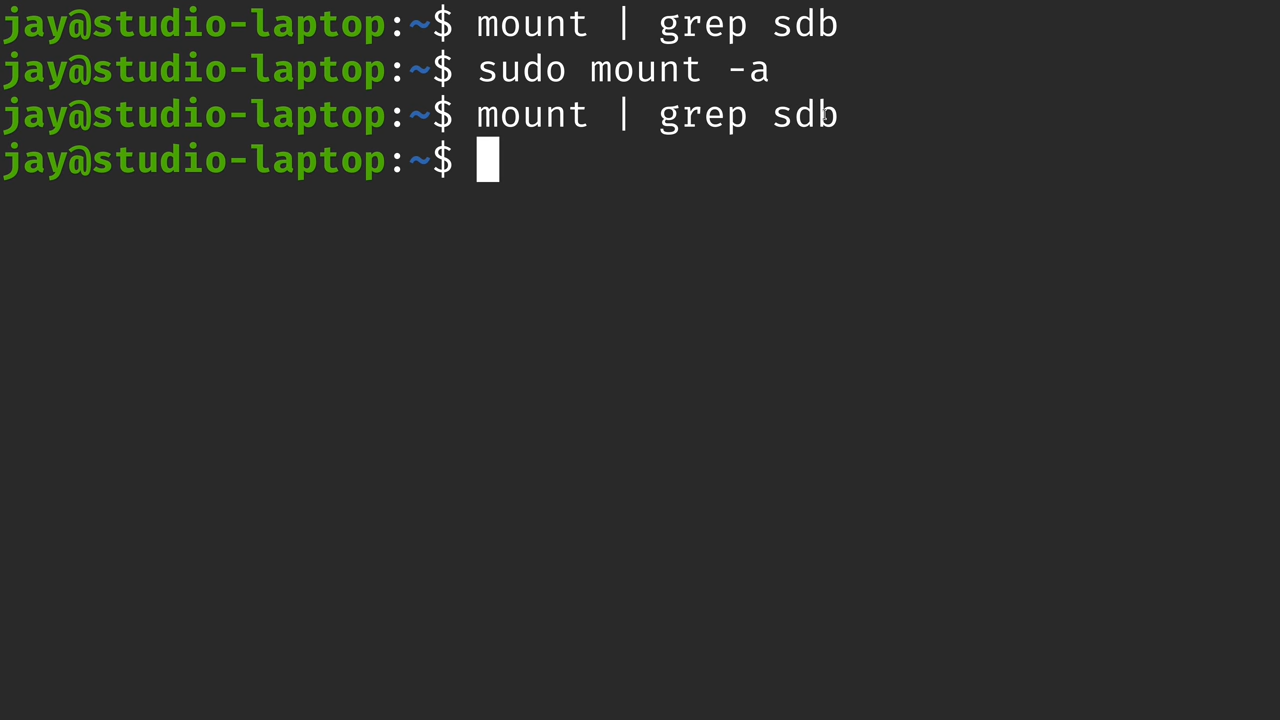 jay@studio-laptop:~$ mount | grep sdb
jay@studio-laptop:~$ sudo mount -a
jay@studio-laptop:~$ mount | grep sdb
jay@studio-laptop:~$